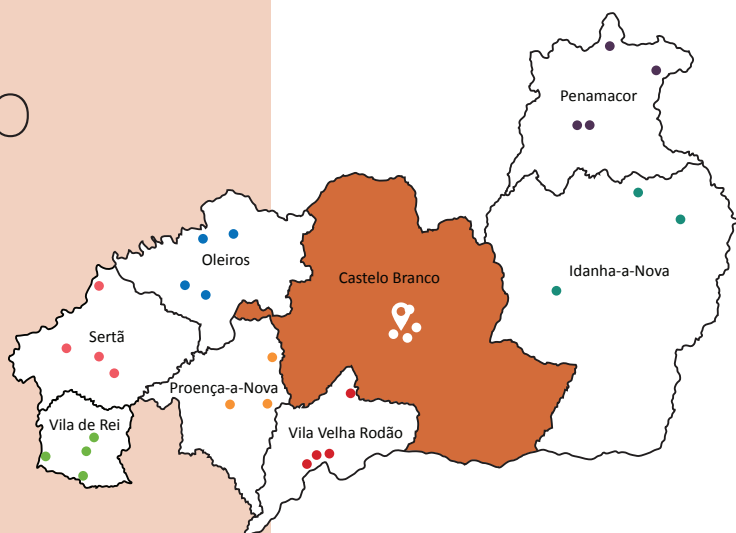 Penamacor
Oleiros
Idanha-a-Nova
Castelo Branco
Sertã
Proença-a-Nova
Vila de Rei
Vila Velha Rodão